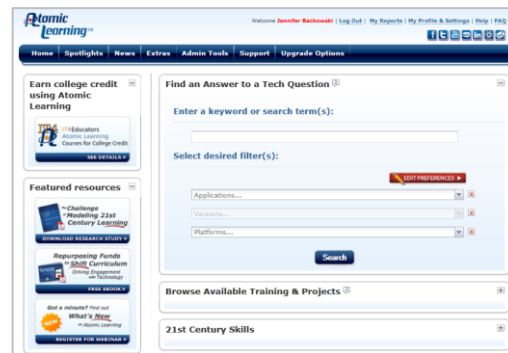 Atomic
Learning™
Welcome Jennifer Barkowski | Log Out | My Reports | My Profile & Settings | Help | FAQ
Home Spotlights News Extras Admin Tools Support Upgrade Options
Earn college credit
using Atomic
Learning
IT4Educators
Atomic Learning
Courses for College Credit
SEE DETAILS
Featured resources
The Challenge
of Modeling 21st
Century Learning
DOWNLOAD RESEARCH STUDY
Repurposing Funds
to Shift Curriculum
Driving Engagement
with Technology
FREE EBOOK
Got a minute? Find out
What's New
NEW
on Atomic Learning
REGISTER FOR WEBINAR
Find an Answer to a Tech Question
Enter a keyword or search term(s):
Select desired filter(s):
EDIT PREFERENCES
Applications...
Versions...
Platforms...
Search
Browse Available Training & Projects
21st Century Skills